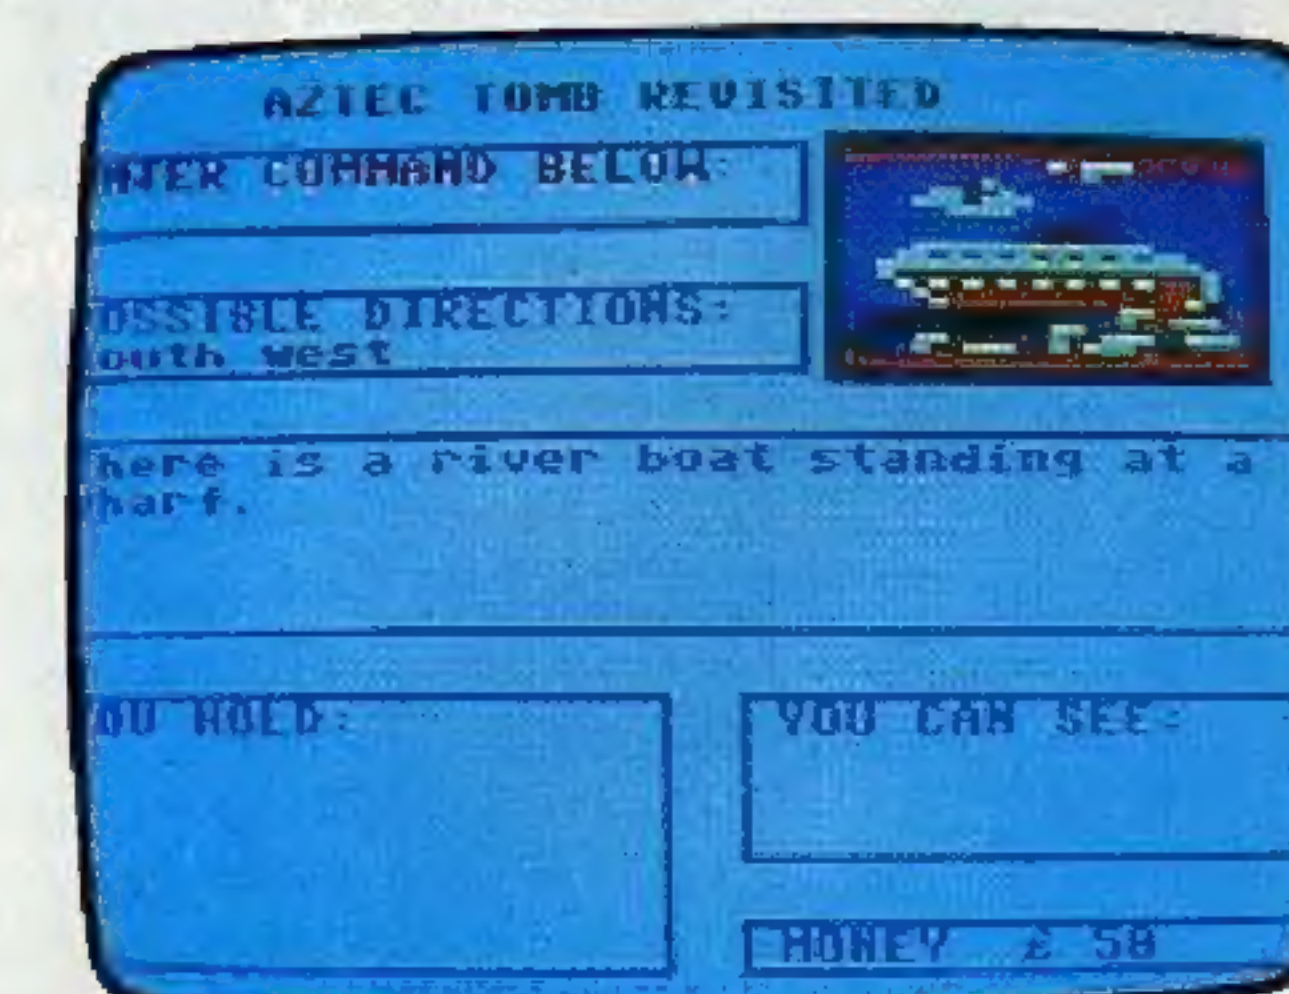 AZTEC TOMB REVISITED
NTER COMMAND BELOW:
OSSIBLE DIRECTIONS:
outh west
here is a river boat standing at a
harf.
OU HOLD:
YOU CAN SEE:
MONEY £ 50